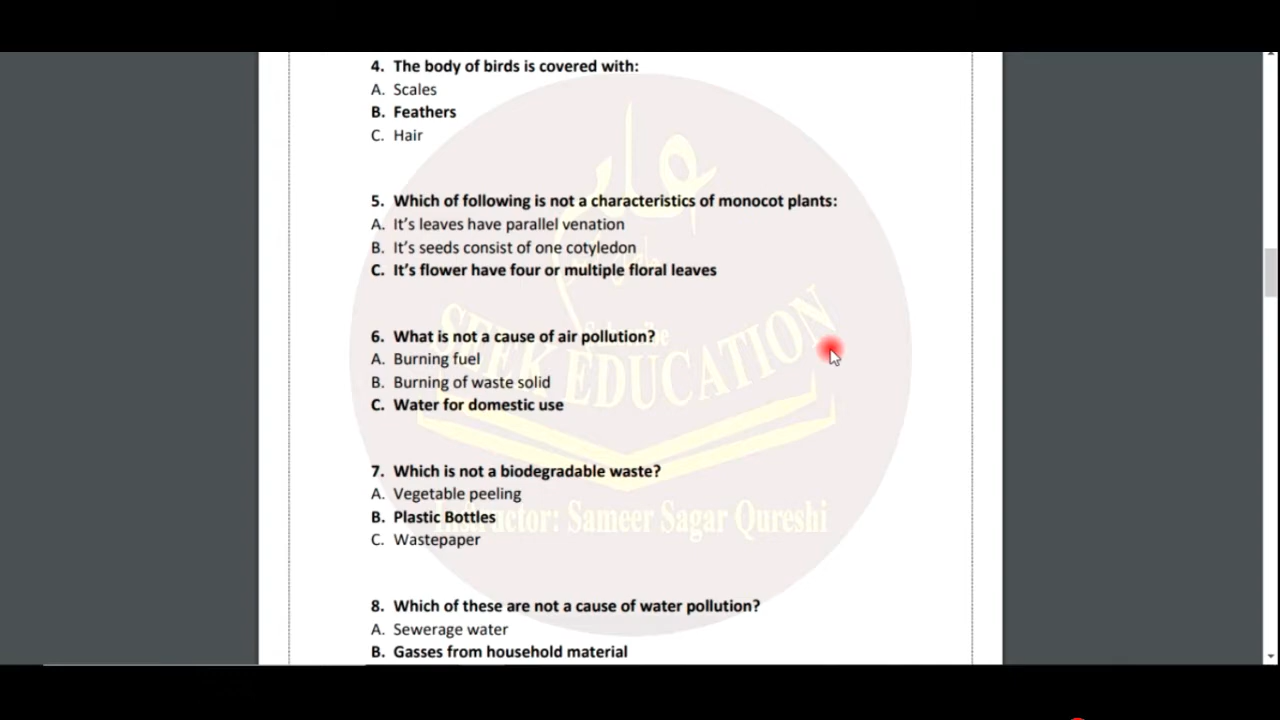 4. The body of birds is covered with:
A. Scales
B. Feathers
C. Hair
5. Which of following is not a characteristics of monocot plants:
A. It's leaves have parallel venation
B. It's seeds consist of one cotyledon
C. It's flower have four or multiple floral leaves
6. What is not a cause of air pollution?
A. Burning fuel
B. Burning of waste solid
C. Water for domestic use
7. Which is not a biodegradable waste?
A. Vegetable peeling
B. Plastic Bottles
C. Wastepaper
8. Which of these are not a cause of water pollution?
A. Sewerage water
B. Gasses from household material
SEEK EDUCATION
Instructor: Sameer Sagar Qureshi